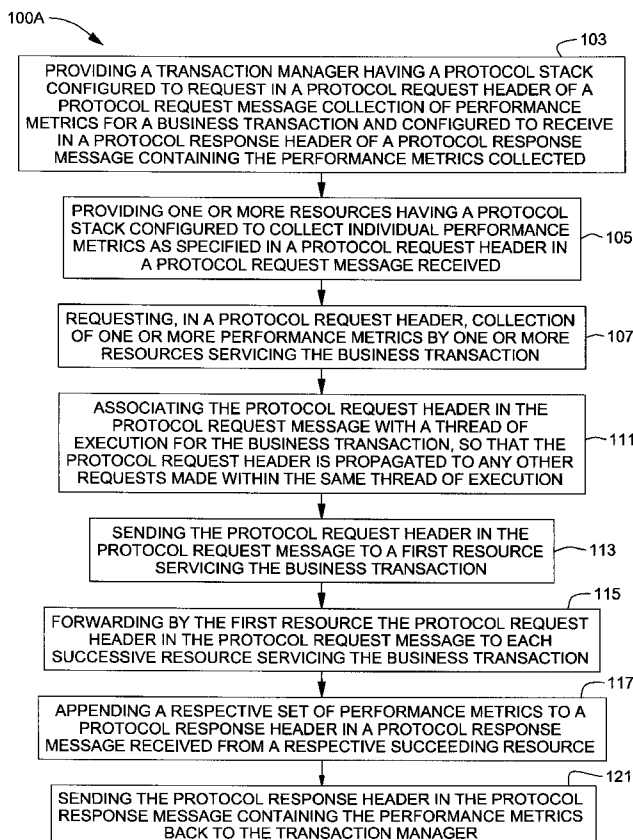 100A
103
PROVIDING A TRANSACTION MANAGER HAVING A PROTOCOL STACK
CONFIGURED TO REQUEST IN A PROTOCOL REQUEST HEADER OF A
PROTOCOL REQUEST MESSAGE COLLECTION OF PERFORMANCE
METRICS FOR A BUSINESS TRANSACTION AND CONFIGURED TO RECEIVE
IN A PROTOCOL RESPONSE HEADER OF A PROTOCOL RESPONSE
MESSAGE CONTAINING THE PERFORMANCE METRICS COLLECTED
PROVIDING ONE OR MORE RESOURCES HAVING A PROTOCOL
STACK CONFIGURED TO COLLECT INDIVIDUAL PERFORMANCE
METRICS AS SPECIFIED IN A PROTOCOL REQUEST HEADER IN
A PROTOCOL REQUEST MESSAGE RECEIVED
105
REQUESTING, IN A PROTOCOL REQUEST HEADER, COLLECTION
OF ONE OR MORE PERFORMANCE METRICS BY ONE OR MORE
RESOURCES SERVICING THE BUSINESS TRANSACTION
107
ASSOCIATING THE PROTOCOL REQUEST HEADER IN THE
PROTOCOL REQUEST MESSAGE WITH A THREAD OF
EXECUTION FOR THE BUSINESS TRANSACTION, SO THAT THE
PROTOCOL REQUEST HEADER IS PROPAGATED TO ANY OTHER
REQUESTS MADE WITHIN THE SAME THREAD OF EXECUTION
111
SENDING THE PROTOCOL REQUEST HEADER IN THE
PROTOCOL REQUEST MESSAGE TO A FIRST RESOURCE
SERVICING THE BUSINESS TRANSACTION
113
115
FORWARDING BY THE FIRST RESOURCE THE PROTOCOL REQUEST
HEADER IN THE PROTOCOL REQUEST MESSAGE TO EACH
SUCCESSIVE RESOURCE SERVICING THE BUSINESS TRANSACTION
117
APPENDING A RESPECTIVE SET OF PERFORMANCE METRICS TO A
PROTOCOL RESPONSE HEADER IN A PROTOCOL RESPONSE
MESSAGE RECEIVED FROM A RESPECTIVE SUCCEEDING RESOURCE
121
SENDING THE PROTOCOL RESPONSE HEADER IN THE PROTOCOL
RESPONSE MESSAGE CONTAINING THE PERFORMANCE METRICS
BACK TO THE TRANSACTION MANAGER